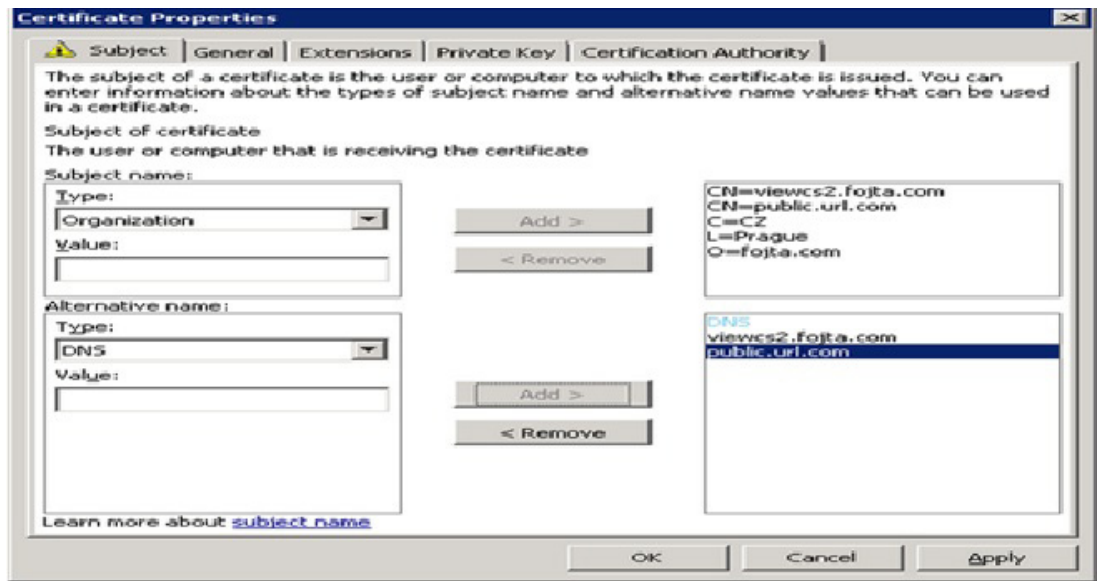 Certificate Properties
Subject General Extensions Private Key Certification Authority
The subject of a certificate is the user or computer to which the certificate is issued. You can
enter information about the types of subject name and alternative name values that can be used
in a certificate.
Subject of certificate
The user or computer that is receiving the certificate
Subject name:
Type:
Organization
Value:
Add >
< Remove
CN=viewcs2.fojta.com
CN=public.url.com
C=CZ
L=Prague
O=fojta.com
Alternative name:
Type:
DNS
Value:
Add >
< Remove
DNS
viewcs2.fojta.com
public.url.com
Learn more about subject name
OK Cancel Apply